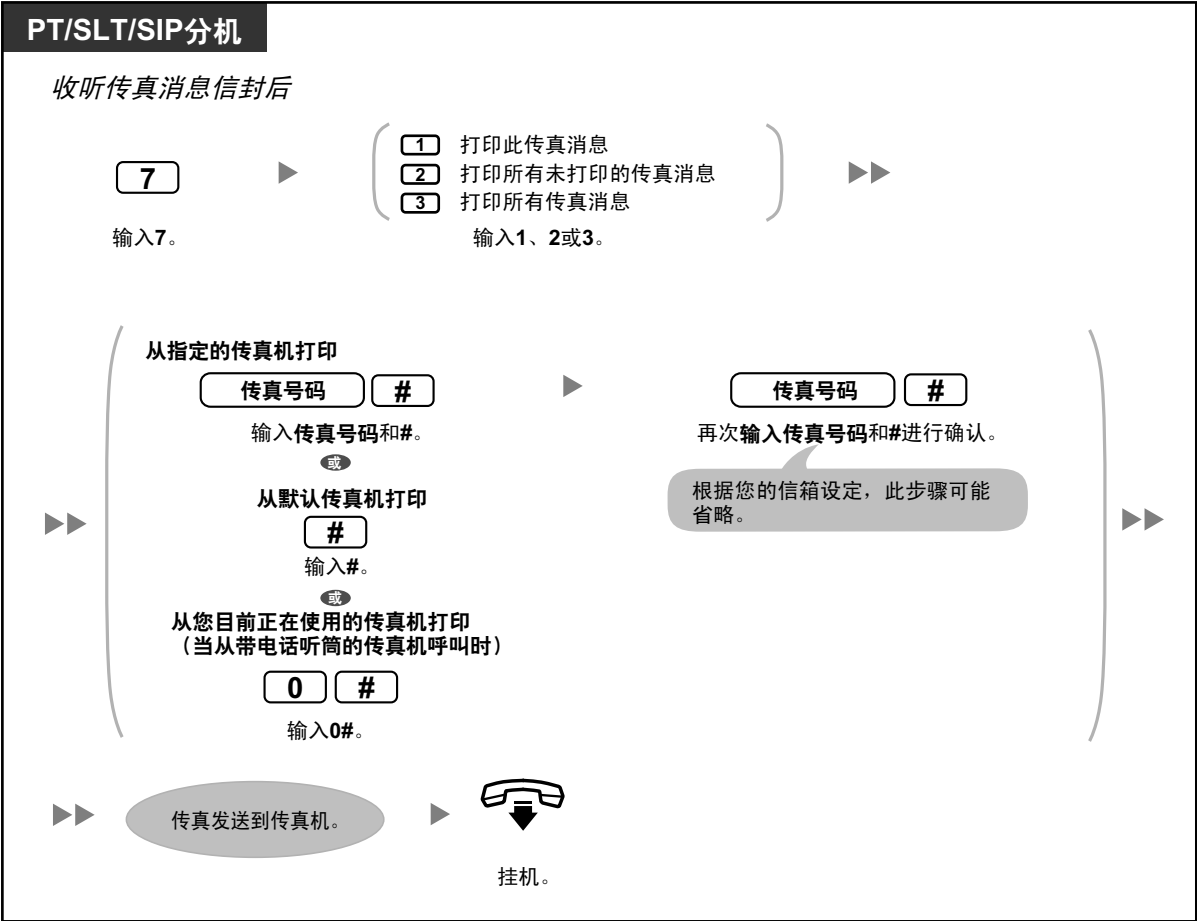 PT/SLT/SIP分机
收听传真消息信封后
7
1 打印此传真消息
2 打印所有未打印的传真消息
3 打印所有传真消息
输入7。
输入1、2或3。
从指定的传真机打印
传真号码 #
传真号码 #
输入传真号码和#。
再次输入传真号码和#进行确认。
或
根据您的信箱设定，此步骤可能
省略。
从默认传真机打印
#
输入#。
或
从您目前正在使用的传真机打印
（当从带电话听筒的传真机呼叫时）
0 #
输入0#。
传真发送到传真机。
挂机。